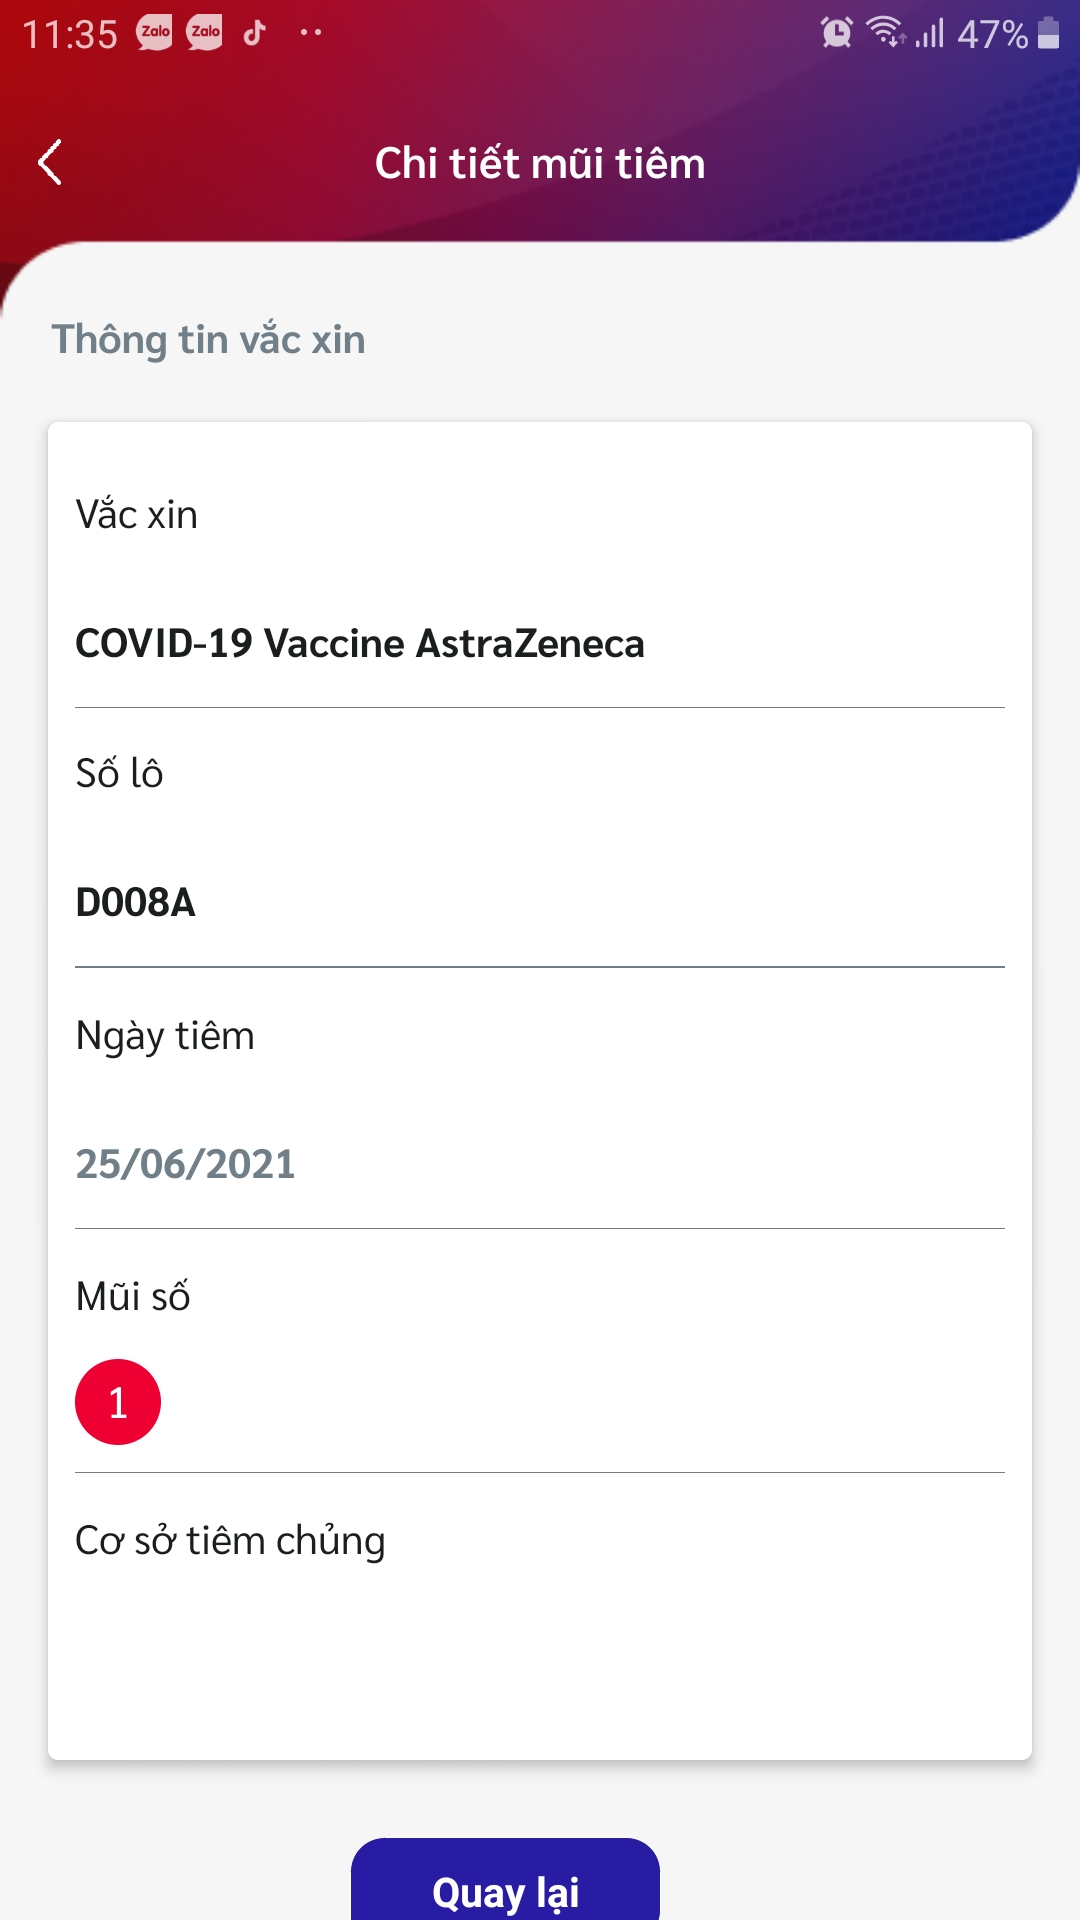 11:35 Zalo Zalo 47%
Chi tiết mũi tiêm
Thông tin vắc xin
Vắc xin
COVID-19 Vaccine AstraZeneca
Số lô
D008A
Ngày tiêm
25/06/2021
Mũi số
1
Cơ sở tiêm chủng
Quay lại